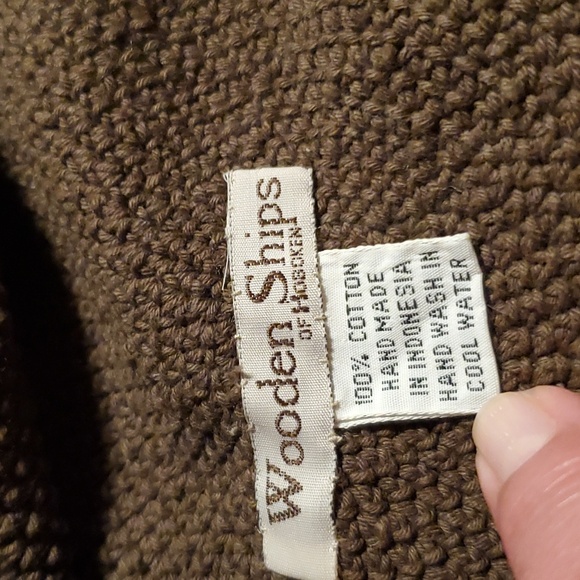 Wooden Ships
OF HOBOKEN
100% COTTON
HAND MADE
IN INDONESIA
HAND WASH IN
COOL WATER